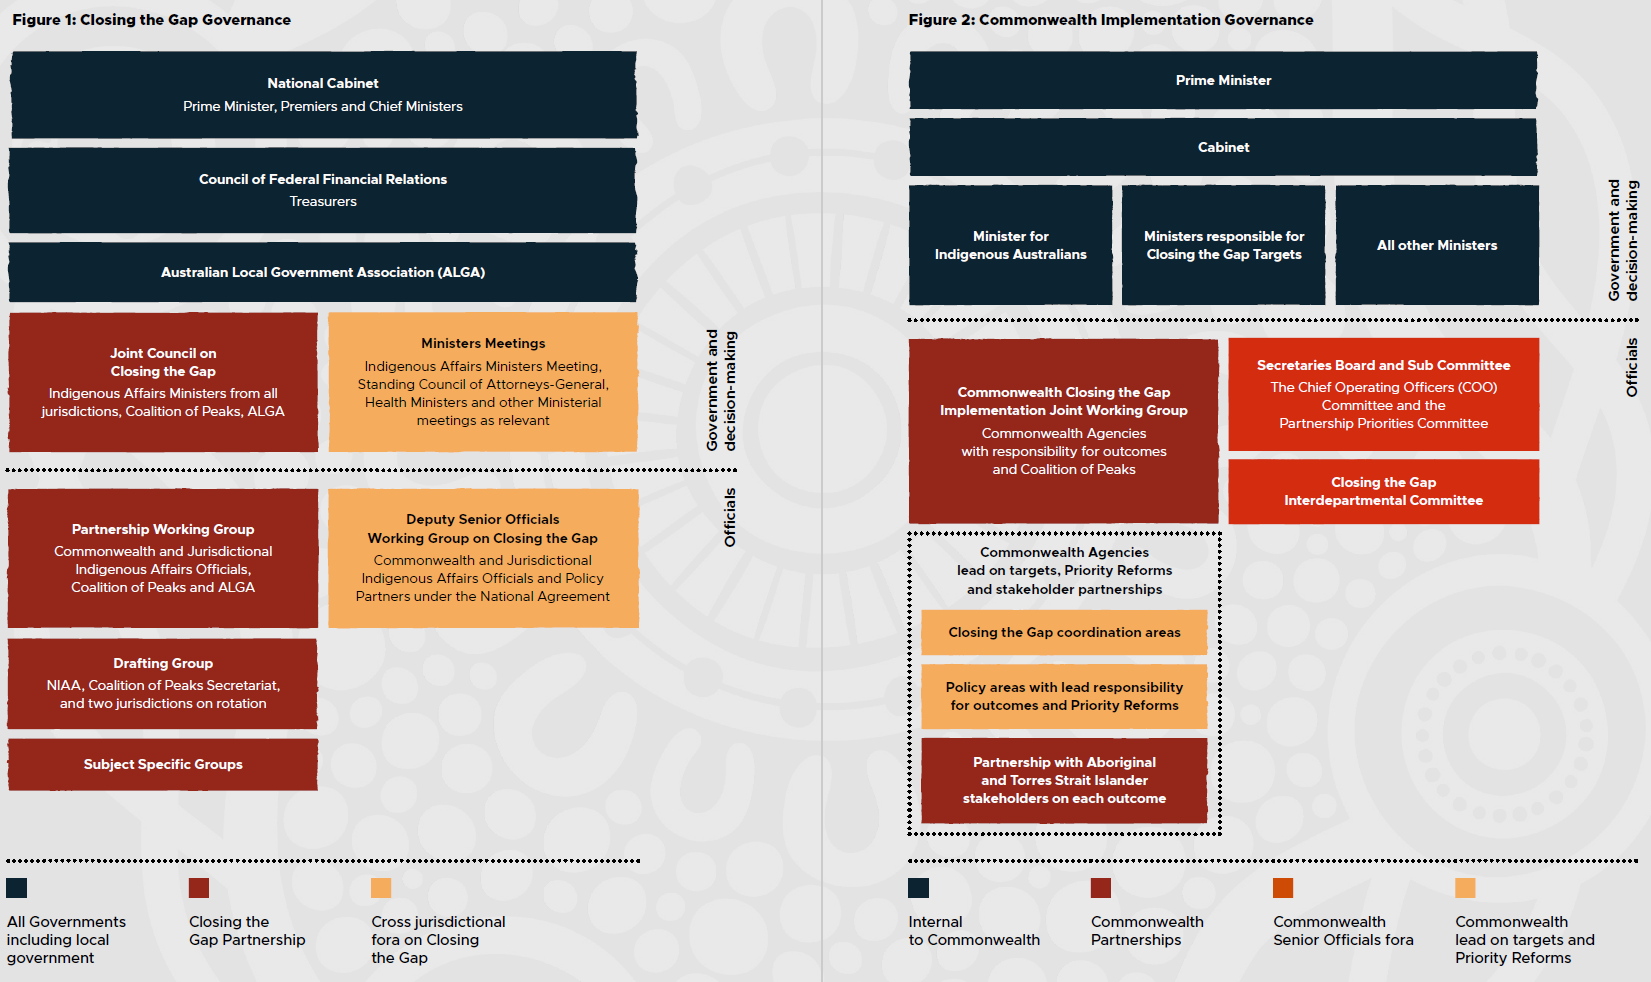 Figure 1: Closing the Gap Governance
National Cabinet
Prime Minister, Premiers and Chief Ministers
Council of Federal Financial Relations
Treasurers
Australian Local Government Association (ALGA)
Joint Council on
Closing the Gap
Indigenous Affairs Ministers from all
jurisdictions, Coalition of Peaks, ALGA
Ministers Meetings
Indigenous Affairs Ministers Meeting,
Standing Council of Attorneys-General,
Health Ministers and other Ministerial
meetings as relevant
Government and
decision-making
Partnership Working Group
Commonwealth and Jurisdictional
Indigenous Affairs Officials,
Coalition of Peaks and ALGA
Deputy Senior Officials
Working Group on Closing the Gap
Commonwealth and Jurisdictional
Indigenous Affairs Officials and Policy
Partners under the National Agreement
Officials
Drafting Group
NIAA, Coalition of Peaks Secretariat,
and two jurisdictions on rotation
Subject Specific Groups
All Governments
including local
government
Closing the
Gap Partnership
Cross jurisdictional
fora on Closing
the Gap
Figure 2: Commonwealth Implementation Governance
Prime Minister
Cabinet
Minister for
Indigenous Australians
Ministers responsible for
Closing the Gap Targets
All other Ministers
Government and
decision-making
Commonwealth Closing the Gap
Implementation Joint Working Group
Commonwealth Agencies
with responsibility for outcomes
and Coalition of Peaks
Secretaries Board and Sub Committee
The Chief Operating Officers (COO)
Committee and the
Partnership Priorities Committee
Closing the Gap
Interdepartmental Committee
Officials
Commonwealth Agencies
lead on targets, Priority Reforms
and stakeholder partnerships
Closing the Gap coordination areas
Policy areas with lead responsibility
for outcomes and Priority Reforms
Partnership with Aboriginal
and Torres Strait Islander
stakeholders on each outcome
Internal
to Commonwealth
Commonwealth
Partnerships
Commonwealth
Senior Officials fora
Commonwealth
lead on targets and
Priority Reforms